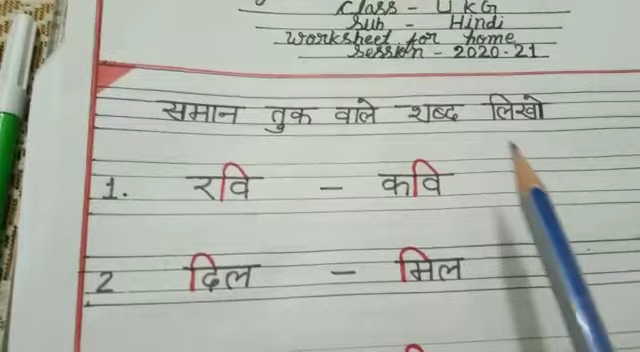 Class - UKG
Sub - Hindi
Worksheet for home
Session - 2020-21
समान तुक वाले शब्द लिखो
1. रवि - कवि
2 दिल - मिल